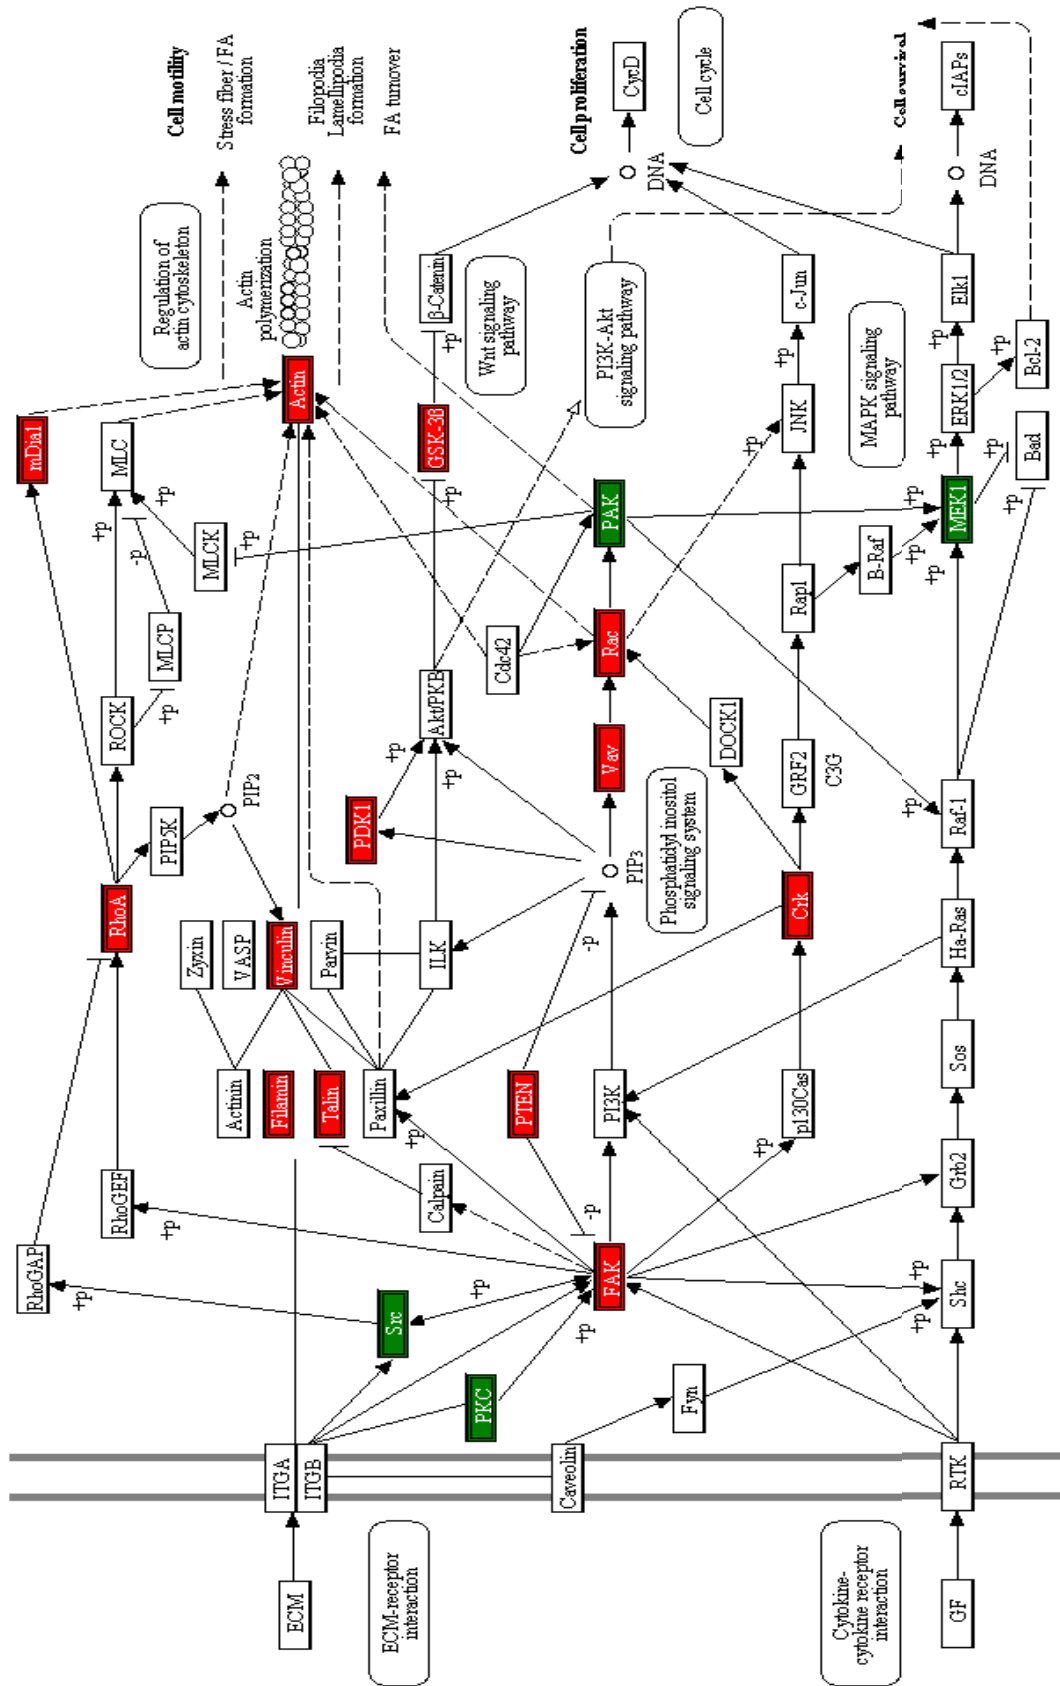 ECM
ECM-receptor
interaction
ITGA
ITGB
Src
+p
RhoGAP
+p
RhoGEF
+p
Actinin
Filamin
Talin
Paxillin
+p
Calpain
Zyxin
VASP
Vinculin
Parvin
ILK
RhoA
PIP5K
PIP2
ROCK
+p
MLCP
-p
MLCK
+p
+p
+p
MLC
mDia1
Actin
Actin
polymerization
Regulation of
actin cytoskeleton
Cell motility
Stress fiber / FA
formation
Filopodia
Lamellipodia
formation
FA turnover
PKC
+p
FAK
-p
PTEN
-p
PI3K
PIP3
Phosphatidyl inositol
signaling system
PDK1
+p
Akt/PKB
+p
Cdc42
Vav
Rac
PAK
GSK-3β
+p
+p
β-Catenin
Wnt signaling
pathway
PI3K-Akt
signaling pathway
Cell proliferation
DNA
CycD
Cell cycle
Caveolin
Fyn
+p
p130Cas
Crk
DOCK1
GRF2
C3G
Rap1
B-Raf
JNK
+p
+p
c-Jun
MAPK signaling
pathway
Cytokine-
cytokine receptor
interaction
GF
RTK
Shc
+p
+p
Grb2
Sos
Ha-Ras
Raf-1
+p
MEK1
+p
+p
+p
+p
ERK1/2
+p
+p
Elk1
+p
+p
Bad
Bcl-2
DNA
cIAPs
Cell survival